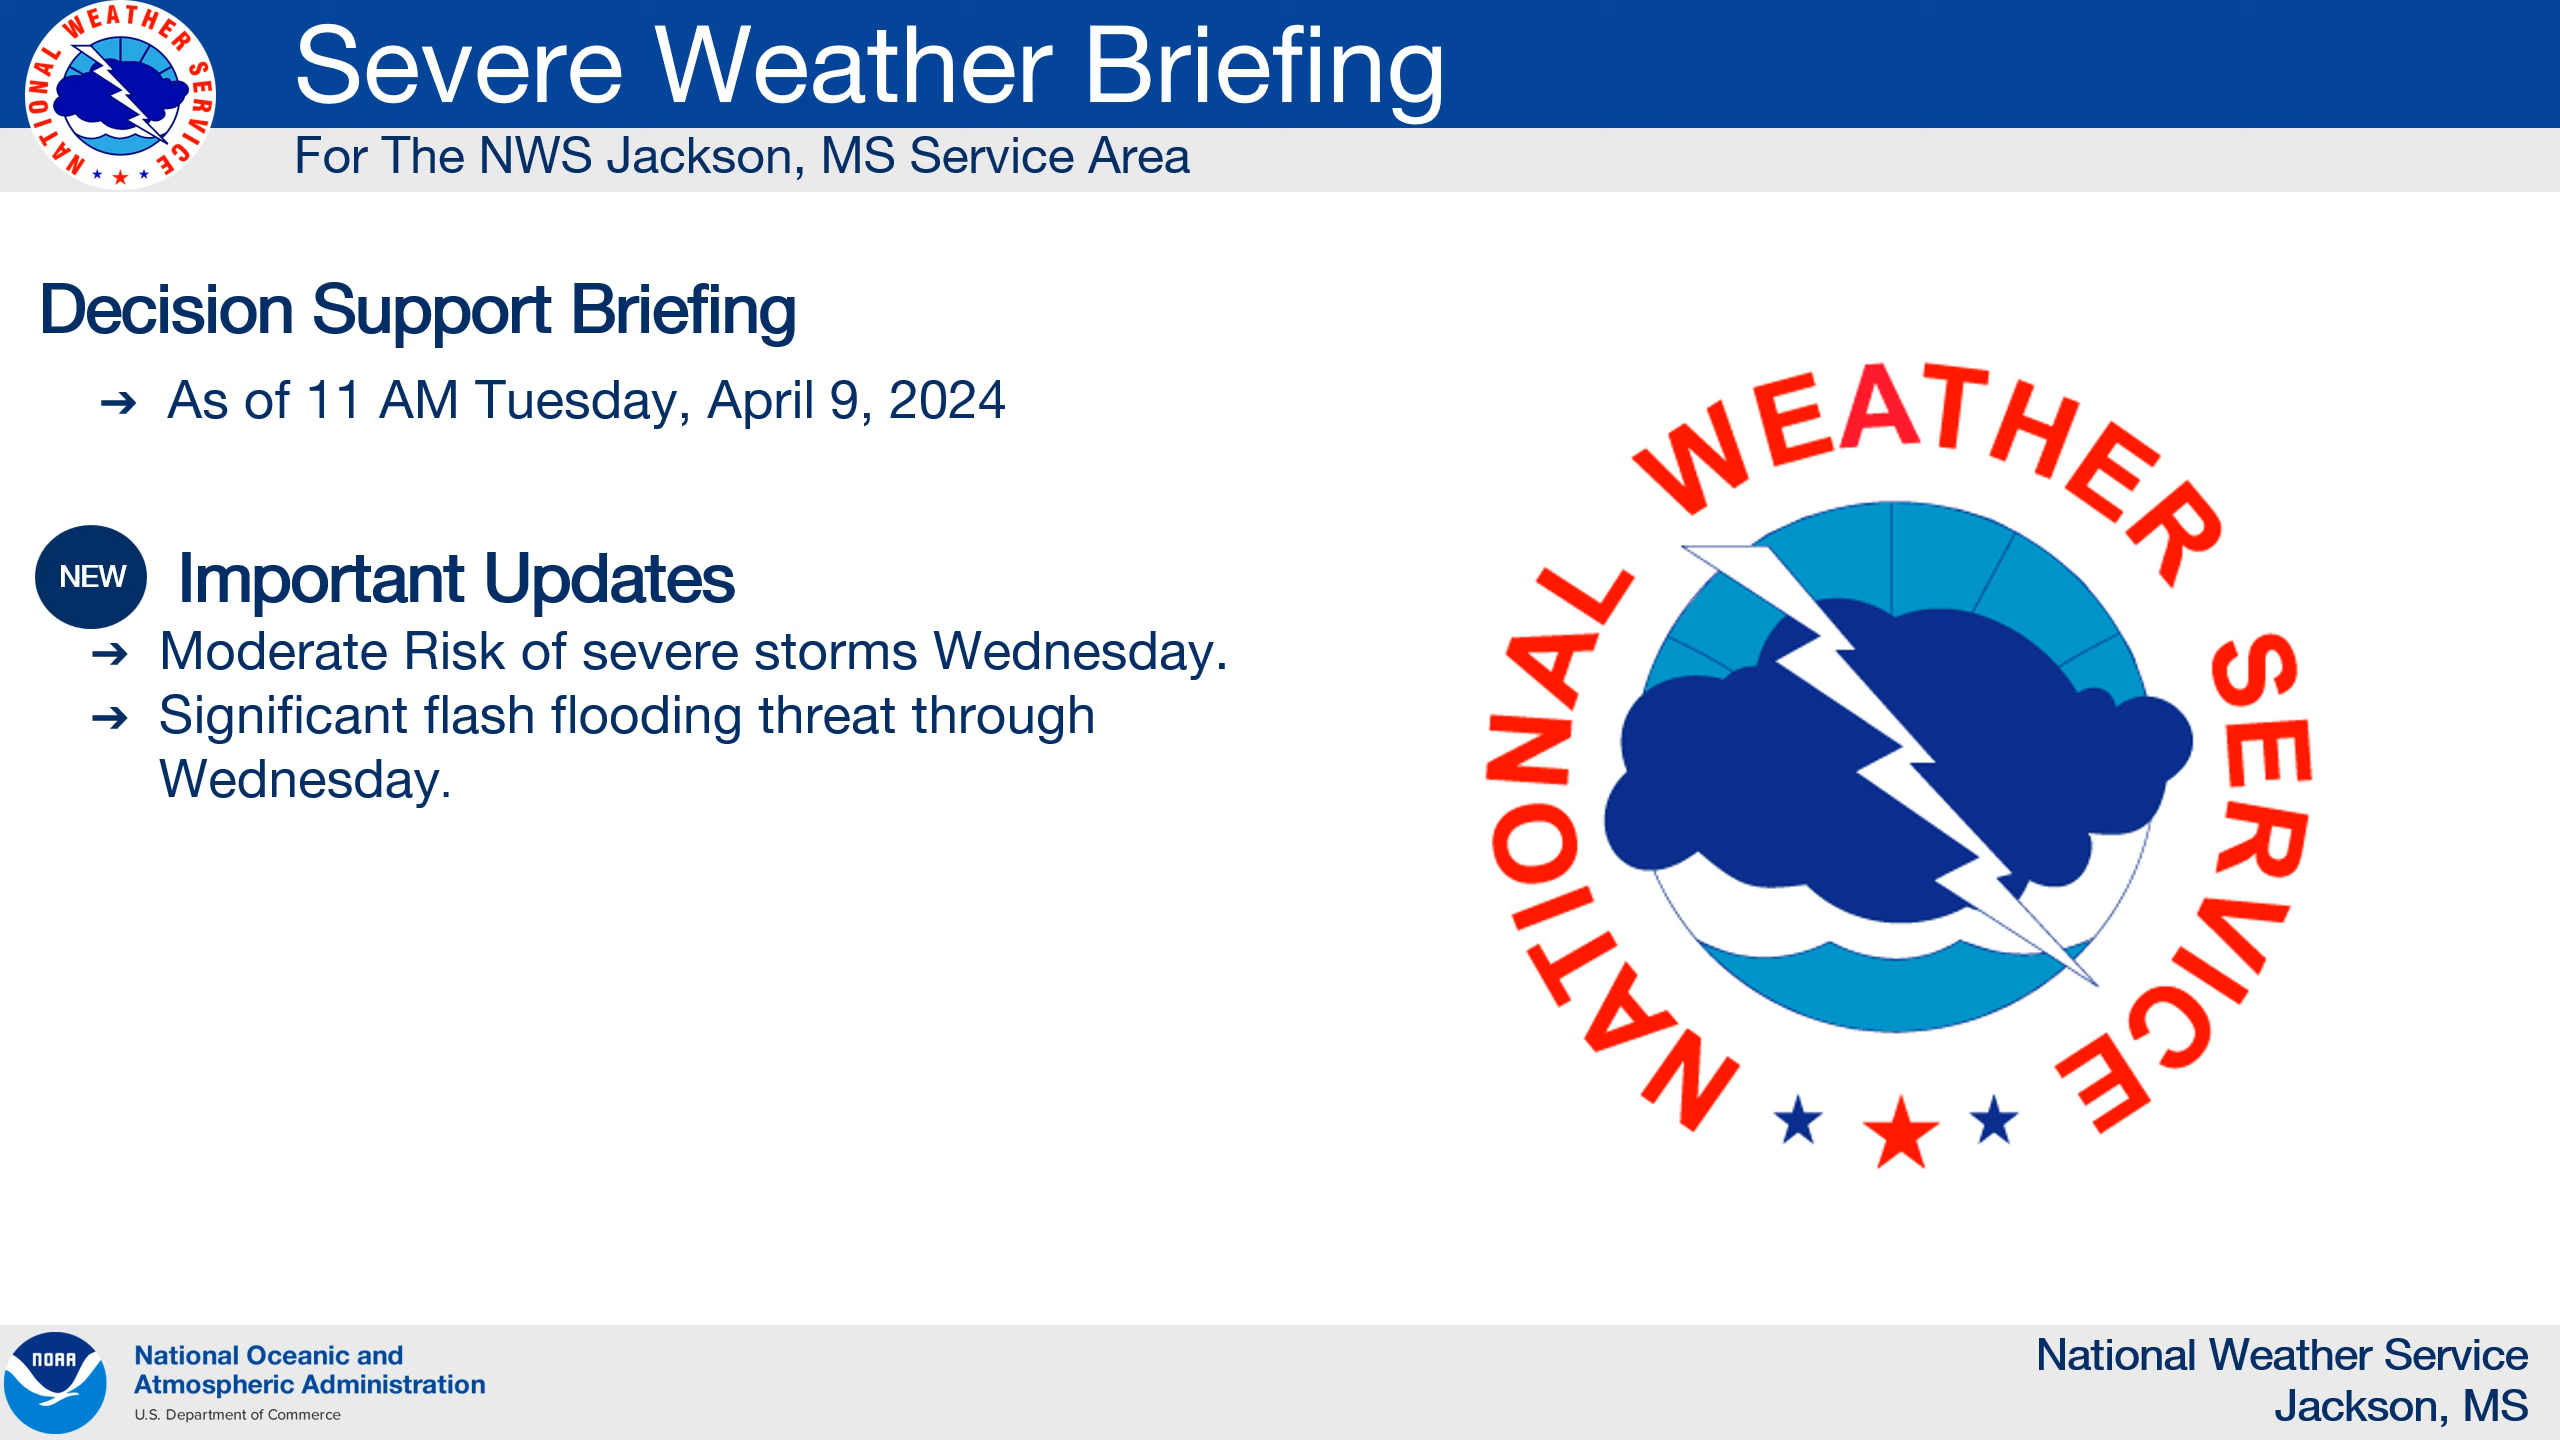 NATIONAL WEATHER SERVICE
Severe Weather Briefing
For The NWS Jackson, MS Service Area
Decision Support Briefing
➔ As of 11 AM Tuesday, April 9, 2024
NEW
Important Updates
➔ Moderate Risk of severe storms Wednesday.
➔ Significant flash flooding threat through
Wednesday.
NATIONAL WEATHER SERVICE
NOAA
National Oceanic and
Atmospheric Administration
U.S. Department of Commerce
National Weather Service
Jackson, MS